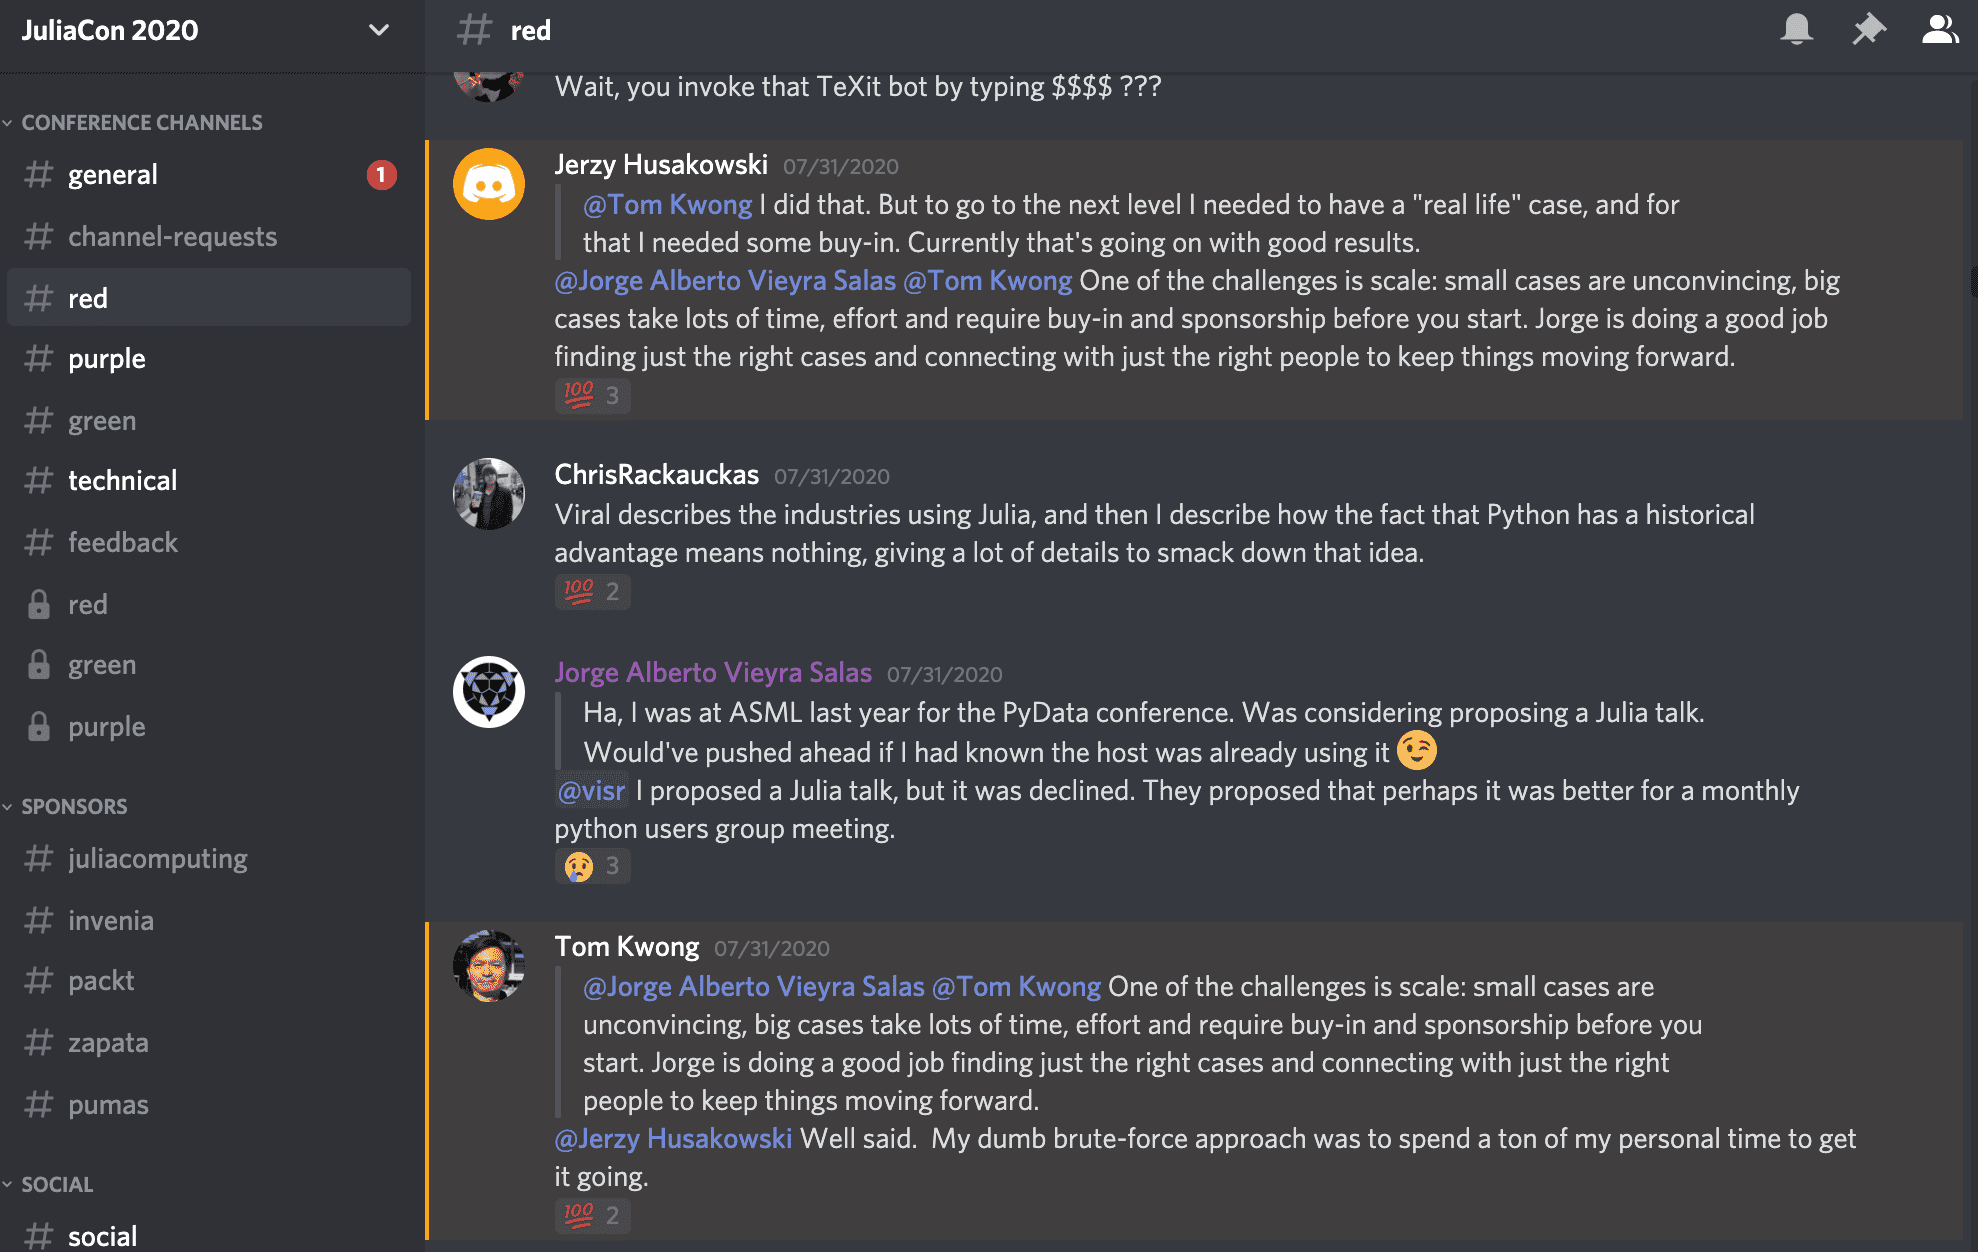 JuliaCon 2020
CONFERENCE CHANNELS
general
1
channel-requests
red
purple
green
technical
feedback
red
green
purple
SPONSORS
juliacomputing
invenia
packt
zapata
pumas
SOCIAL
social
# red
Wait, you invoke that TeXit bot by typing $$$$ ???
Jerzy Husakowski 07/31/2020
@Tom Kwong I did that. But to go to the next level I needed to have a "real life" case, and for
that I needed some buy-in. Currently that's going on with good results.
@Jorge Alberto Vieyra Salas @Tom Kwong One of the challenges is scale: small cases are unconvincing, big
cases take lots of time, effort and require buy-in and sponsorship before you start. Jorge is doing a good job
finding just the right cases and connecting with just the right people to keep things moving forward.
💯 3
ChrisRackauckas 07/31/2020
Viral describes the industries using Julia, and then I describe how the fact that Python has a historical
advantage means nothing, giving a lot of details to smack down that idea.
💯 2
Jorge Alberto Vieyra Salas 07/31/2020
Ha, I was at ASML last year for the PyData conference. Was considering proposing a Julia talk.
Would've pushed ahead if I had known the host was already using it 😉
@visr I proposed a Julia talk, but it was declined. They proposed that perhaps it was better for a monthly
python users group meeting.
😢 3
Tom Kwong 07/31/2020
@Jorge Alberto Vieyra Salas @Tom Kwong One of the challenges is scale: small cases are
unconvincing, big cases take lots of time, effort and require buy-in and sponsorship before you
start. Jorge is doing a good job finding just the right cases and connecting with just the right
people to keep things moving forward.
@Jerzy Husakowski Well said.  My dumb brute-force approach was to spend a ton of my personal time to get
it going.
💯 2